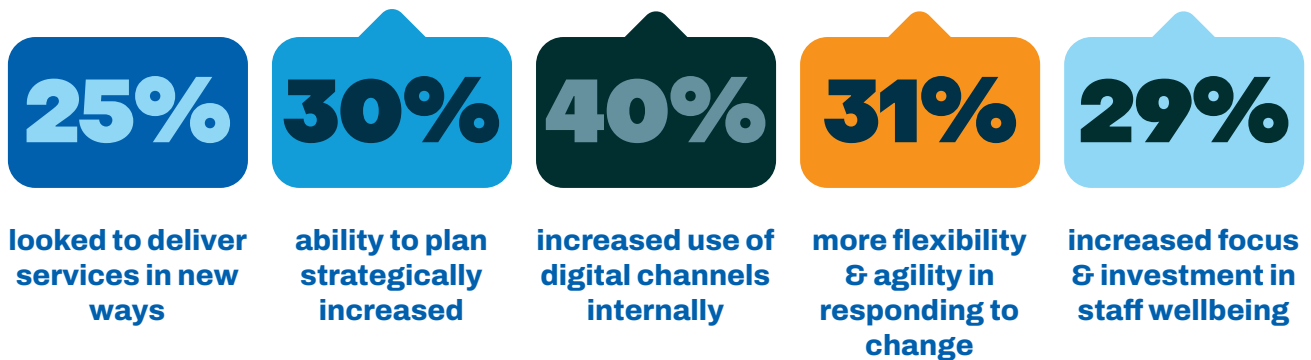 25%
looked to deliver
services in new
ways
30%
ability to plan
strategically
increased
40%
increased use of
digital channels
internally
31%
more flexibility
& agility in
responding to
change
29%
increased focus
& investment in
staff wellbeing